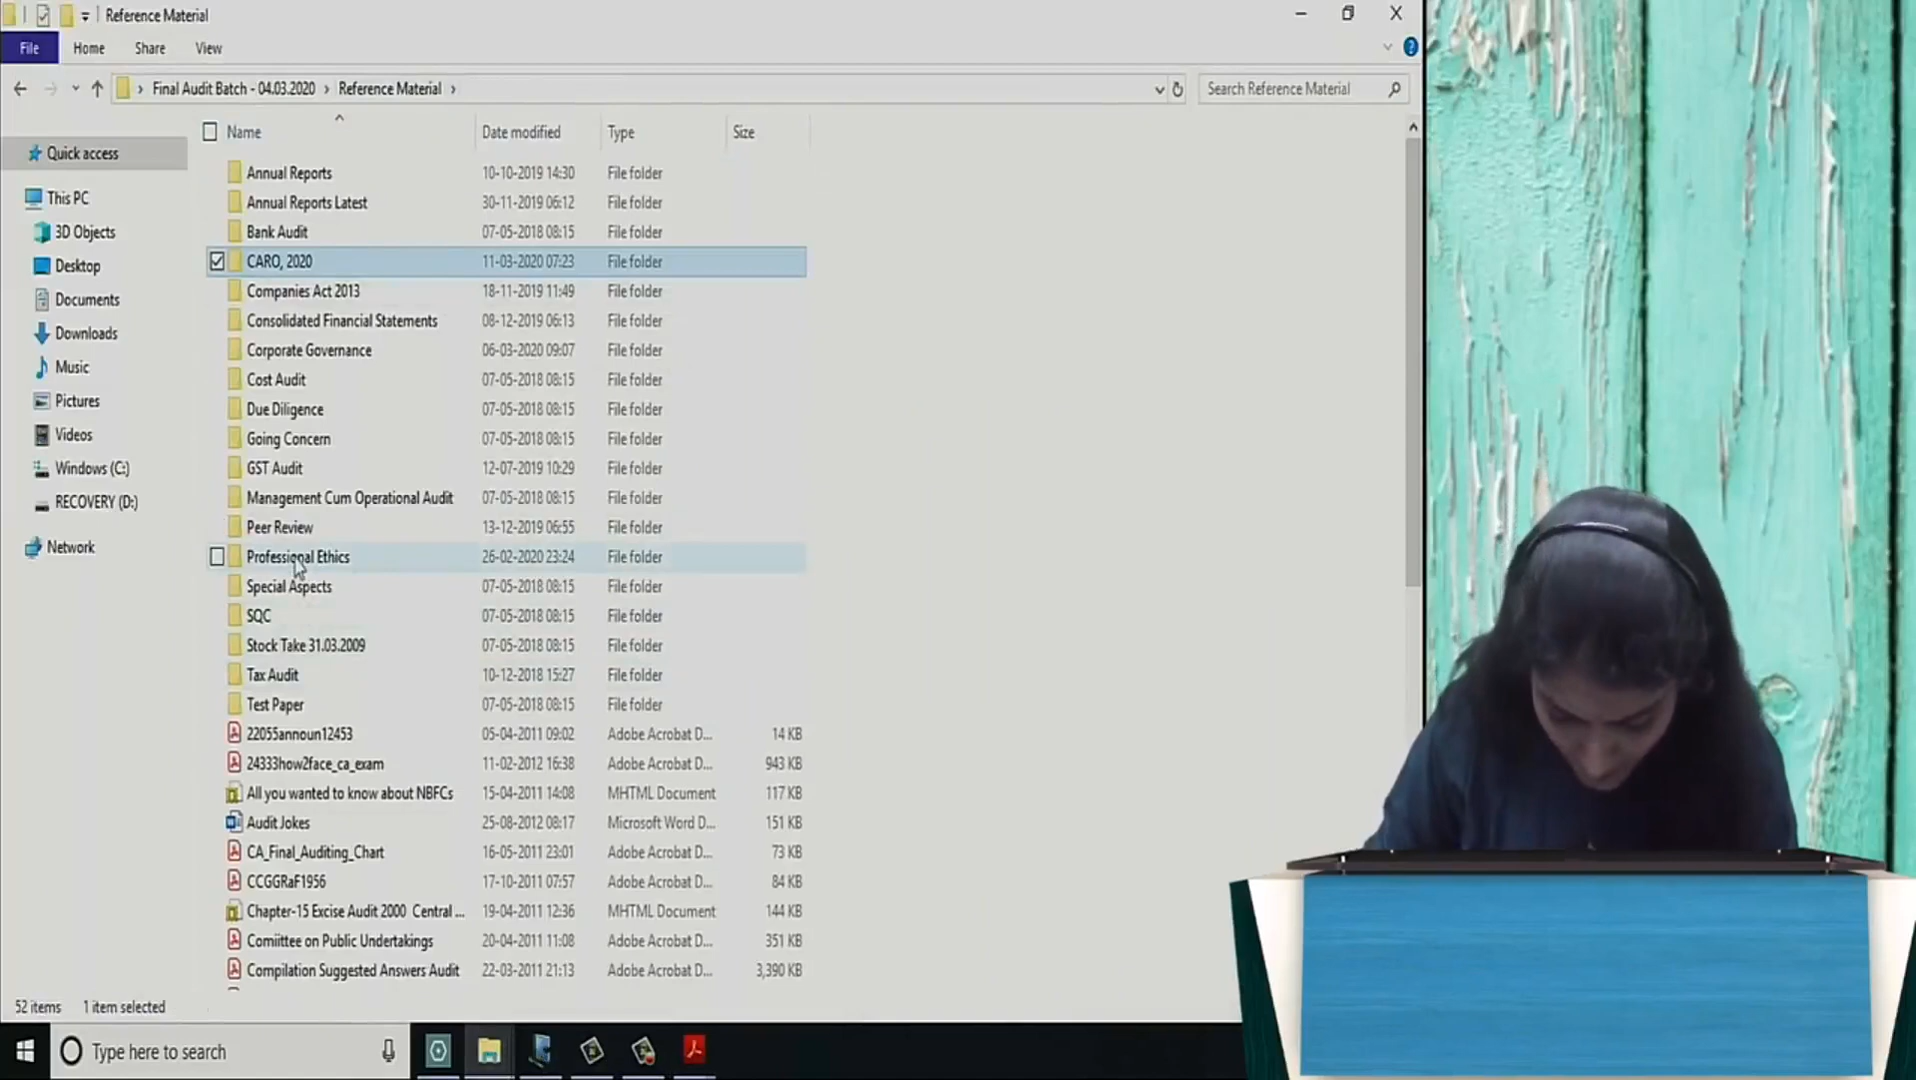 Reference Material
File Home Share View
Final Audit Batch - 04.03.2020 › Reference Material ›
Search Reference Material
Name Date modified Type Size
Quick access
This PC
3D Objects
Desktop
Documents
Downloads
Music
Pictures
Videos
Windows (C:)
RECOVERY (D:)
Network
Annual Reports 10-10-2019 14:30 File folder
Annual Reports Latest 30-11-2019 06:12 File folder
Bank Audit 07-05-2018 08:15 File folder
CARO, 2020 11-03-2020 07:23 File folder
Companies Act 2013 18-11-2019 11:49 File folder
Consolidated Financial Statements 08-12-2019 06:13 File folder
Corporate Governance 06-03-2020 09:07 File folder
Cost Audit 07-05-2018 08:15 File folder
Due Diligence 07-05-2018 08:15 File folder
Going Concern 07-05-2018 08:15 File folder
GST Audit 12-07-2019 10:29 File folder
Management Cum Operational Audit 07-05-2018 08:15 File folder
Peer Review 13-12-2019 06:55 File folder
Professional Ethics 26-02-2020 23:24 File folder
Special Aspects 07-05-2018 08:15 File folder
SQC 07-05-2018 08:15 File folder
Stock Take 31.03.2009 07-05-2018 08:15 File folder
Tax Audit 10-12-2018 15:27 File folder
Test Paper 07-05-2018 08:15 File folder
22055announ12453 05-04-2011 09:02 Adobe Acrobat D... 14 KB
24333how2face_ca_exam 11-02-2012 16:38 Adobe Acrobat D... 943 KB
All you wanted to know about NBFCs 15-04-2011 14:08 MHTML Document 117 KB
Audit Jokes 25-08-2012 08:17 Microsoft Word D... 151 KB
CA_Final_Auditing_Chart 16-05-2011 23:01 Adobe Acrobat D... 73 KB
CCGGRaF1956 17-10-2011 07:57 Adobe Acrobat D... 84 KB
Chapter-15 Excise Audit 2000 Central ... 19-04-2011 12:36 MHTML Document 144 KB
Comiittee on Public Undertakings 20-04-2011 11:08 Adobe Acrobat D... 351 KB
Compilation Suggested Answers Audit 22-03-2011 21:13 Adobe Acrobat D... 3,390 KB
52 items 1 item selected
Type here to search